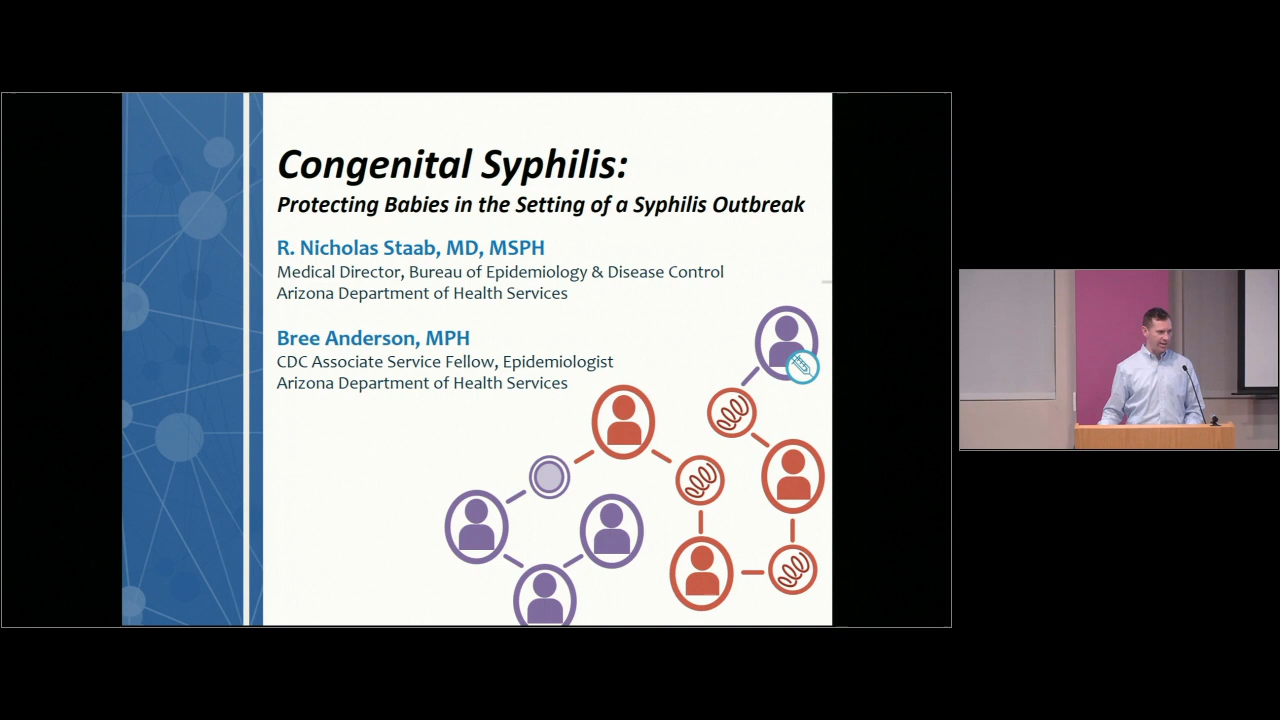 Congenital Syphilis:
Protecting Babies in the Setting of a Syphilis Outbreak
R. Nicholas Staab, MD, MSPH
Medical Director, Bureau of Epidemiology & Disease Control
Arizona Department of Health Services
Bree Anderson, MPH
CDC Associate Service Fellow, Epidemiologist
Arizona Department of Health Services